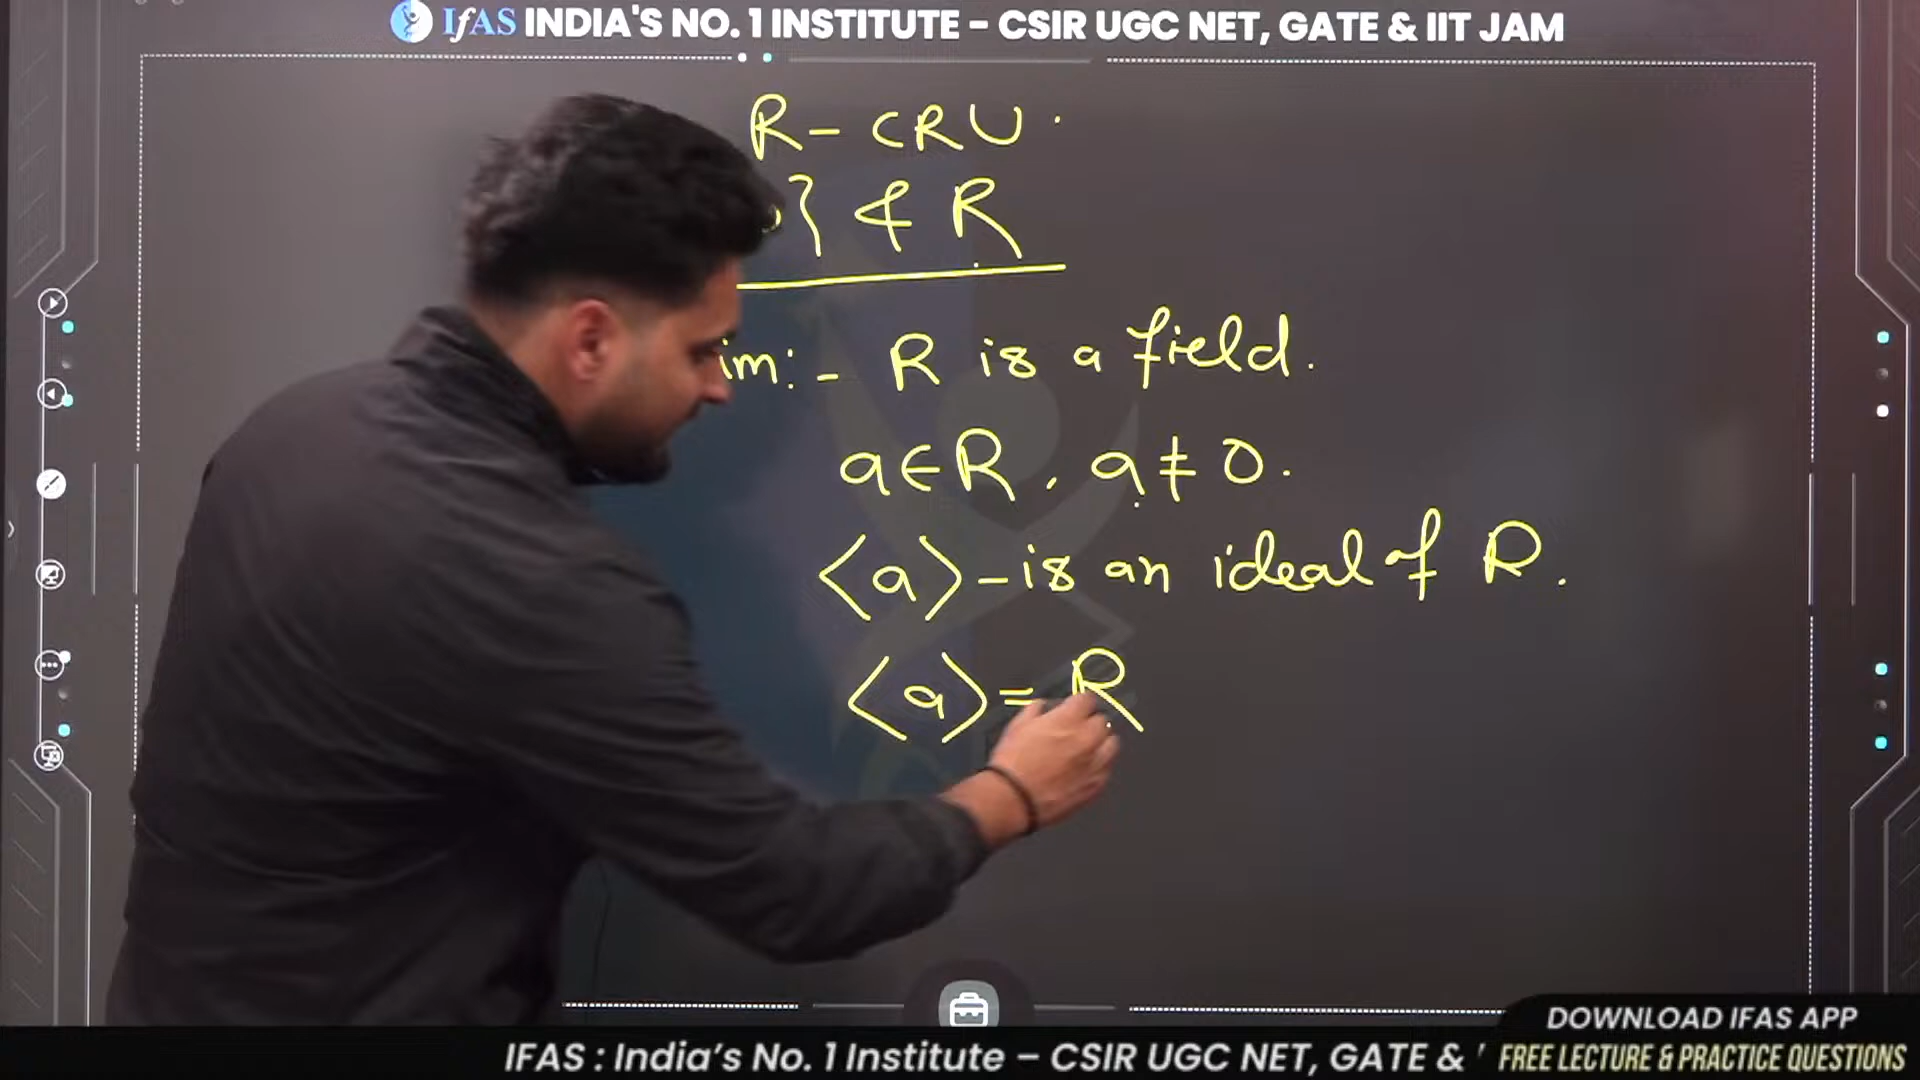 IfAS INDIA'S NO. 1 INSTITUTE - CSIR UGC NET, GATE & IIT JAM
R - CRU.
} & R
im: - R is a field.
a ∈ R, a ≠ 0.
<a> - is an ideal of R.
<a> = R
DOWNLOAD IFAS APP
IFAS : India's No. 1 Institute – CSIR UGC NET, GATE &
FREE LECTURE & PRACTICE QUESTIONS